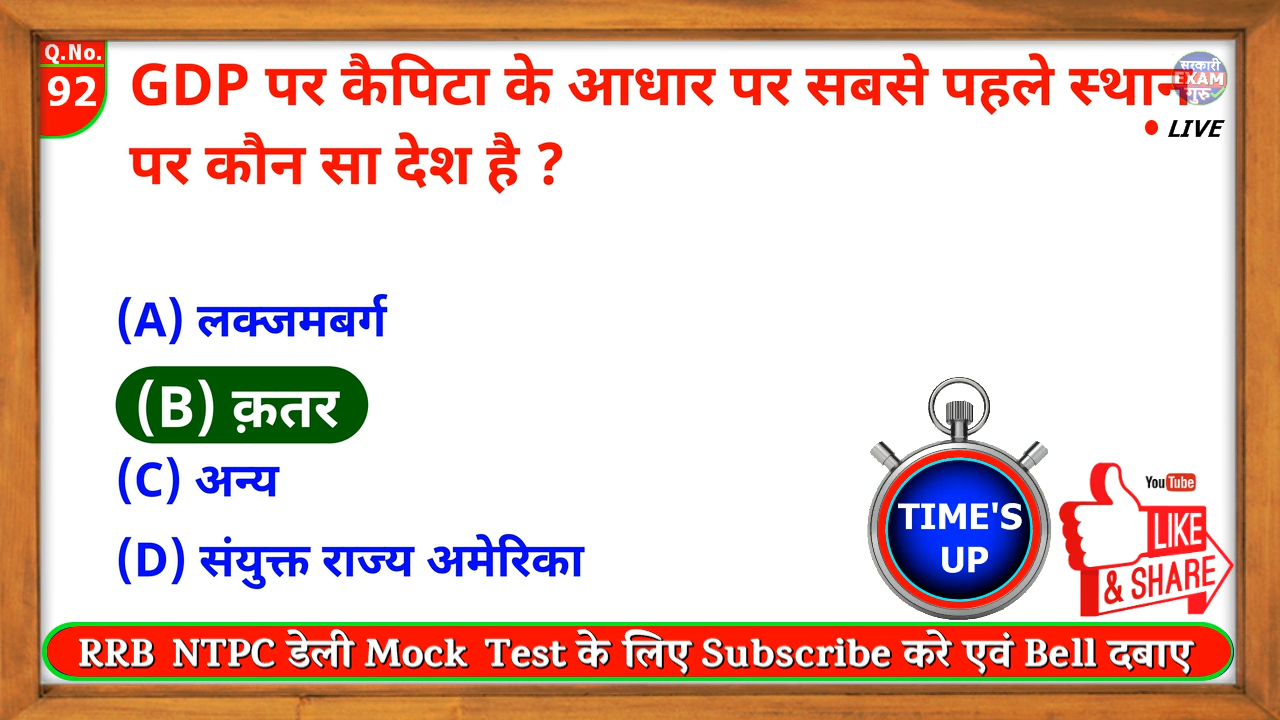 Q.No.
92
GDP पर कैपिटा के आधार पर सबसे पहले स्थान
पर कौन सा देश है ?
सरकारी
EXAM
गुरु
LIVE
(A) लक्जमबर्ग
(B) क़तर
(C) अन्य
(D) संयुक्त राज्य अमेरिका
TIME'S
UP
YouTube
LIKE
& SHARE
RRB NTPC डेली Mock Test के लिए Subscribe करे एवं Bell दबाए